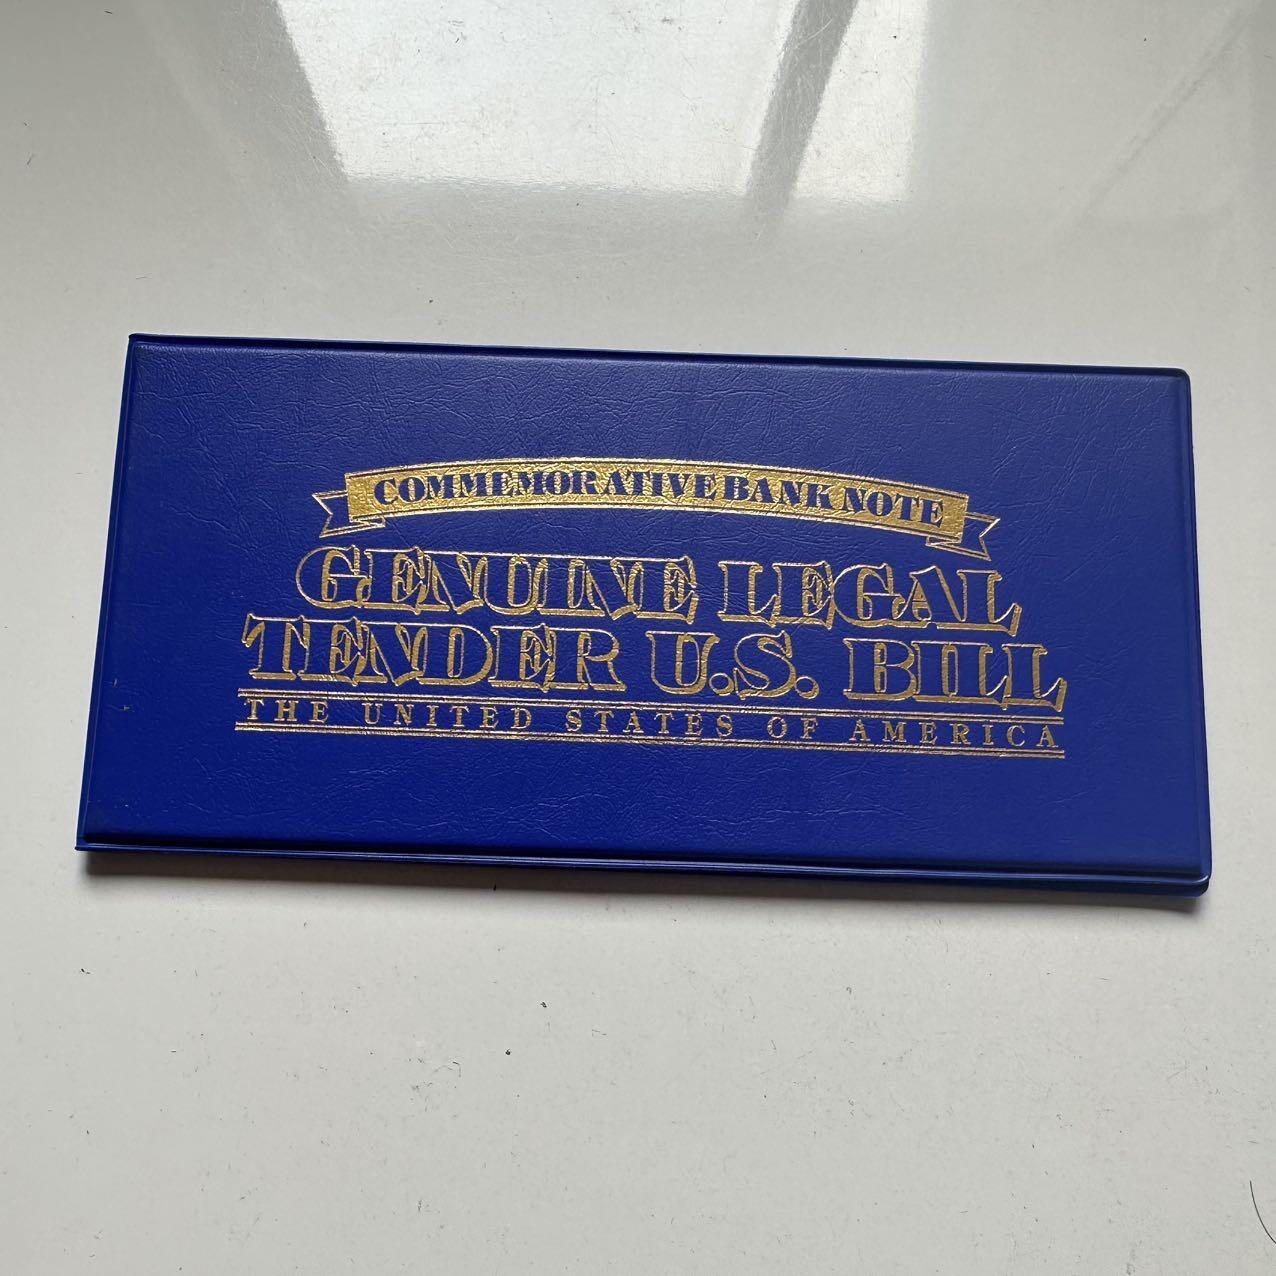 COMMEMORATIVE BANK NOTE
GENUINE LEGAL
TENDER U.S. BILL
THE UNITED STATES OF AMERICA